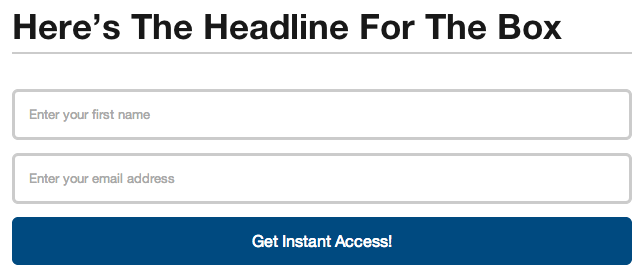 Here’s The Headline For The Box
Enter your first name
Enter your email address
Get Instant Access!